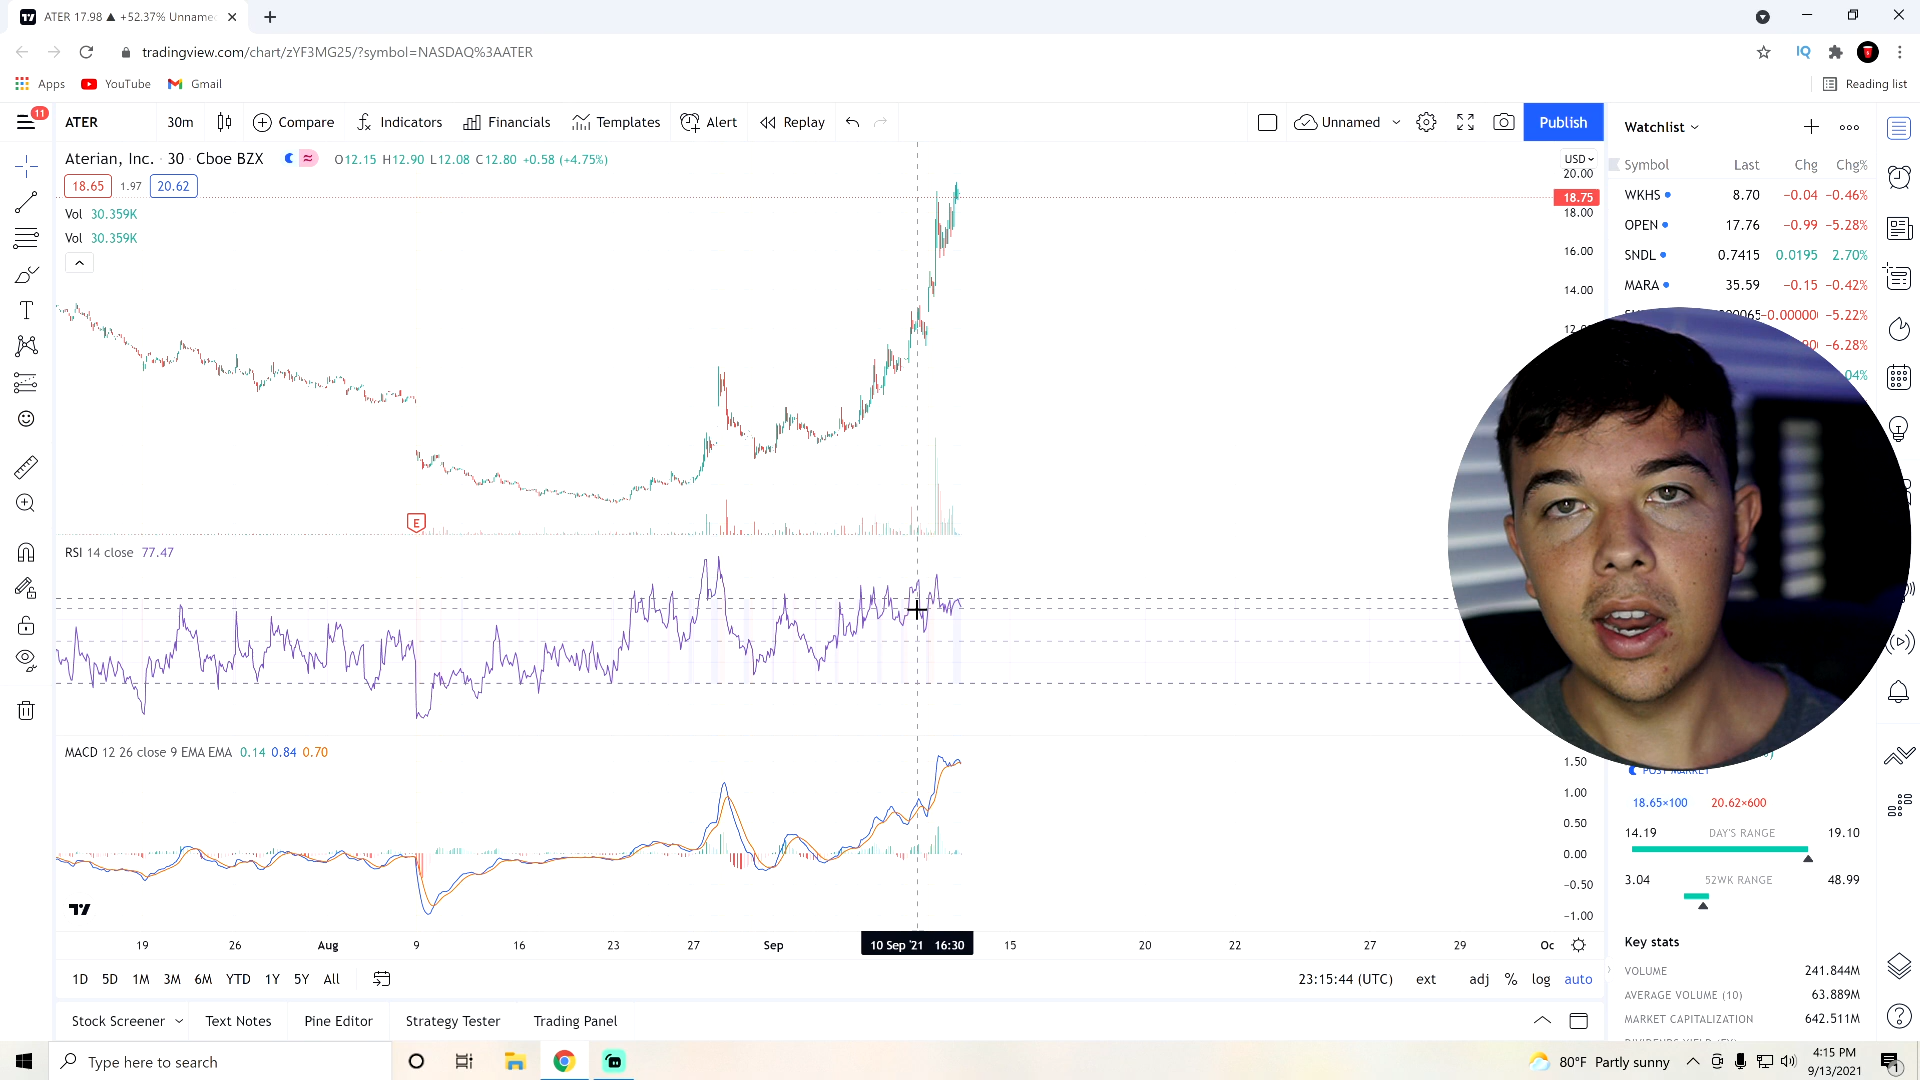 ATER 17.98 ▲ +52.37% Unname
tradingview.com/chart/zYF3MG25/?symbol=NASDAQ%3AATER
IQ
Apps YouTube Gmail Reading list
11
ATER 30m Compare Indicators Financials Templates Alert Replay Unnamed Publish
Watchlist
Aterian, Inc. · 30 · Cboe BZX O12.15 H12.90 L12.08 C12.80 +0.58 (+4.75%)
USD
18.65 1.97 20.62
Vol 30.359K
Vol 30.359K
20.00
18.75
18.00
16.00
14.00
Symbol Last Chg Chg%
WKHS 8.70 −0.04 −0.46%
OPEN 17.76 −0.99 −5.28%
SNDL 0.7415 0.0195 2.70%
MARA 35.59 −0.15 −0.42%
−5.22%
−6.28%
E
RSI 14 close 77.47
MACD 12 26 close 9 EMA EMA 0.14 0.84 0.70
1.50
1.00
0.50
0.00
−0.50
−1.00
POST MARKET
18.65×100 20.62×600
14.19 DAY'S RANGE 19.10
3.04 52WK RANGE 48.99
Key stats
VOLUME 241.844M
AVERAGE VOLUME (10) 63.889M
MARKET CAPITALIZATION 642.511M
19 26 Aug 9 16 23 27 Sep 10 Sep '21 16:30 15 20 22 27 29 Oc
1D 5D 1M 3M 6M YTD 1Y 5Y All 23:15:44 (UTC) ext adj % log auto
Stock Screener Text Notes Pine Editor Strategy Tester Trading Panel
Type here to search
80°F Partly sunny
4:15 PM
9/13/2021
1